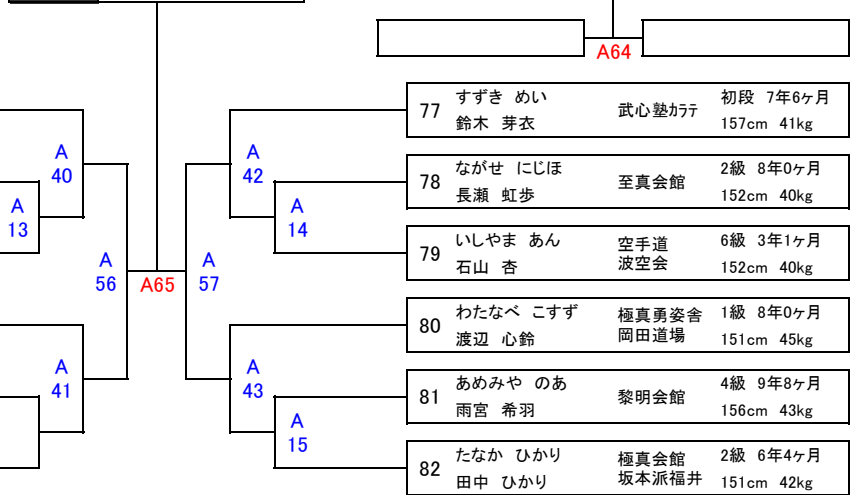 A64
77
すずき めい
鈴木 芽衣
武心塾ｶﾗﾃ
初段 7年6ヶ月
157cm 41kg
78
ながせ にじほ
長瀬 虹歩
至真会館
2級 8年0ヶ月
152cm 40kg
79
いしやま あん
石山 杏
空手道
波空会
6級 3年1ヶ月
152cm 40kg
80
わたなべ こすず
渡辺 心鈴
極真勇姿舎
岡田道場
1級 8年0ヶ月
151cm 45kg
81
あめみや のあ
雨宮 希羽
黎明会館
4級 9年8ヶ月
156cm 43kg
82
たなか ひかり
田中 ひかり
極真会館
坂本派福井
2級 6年4ヶ月
151cm 42kg
A
40
A
13
A
56
A
41
A65
A
57
A
42
A
14
A
43
A
15